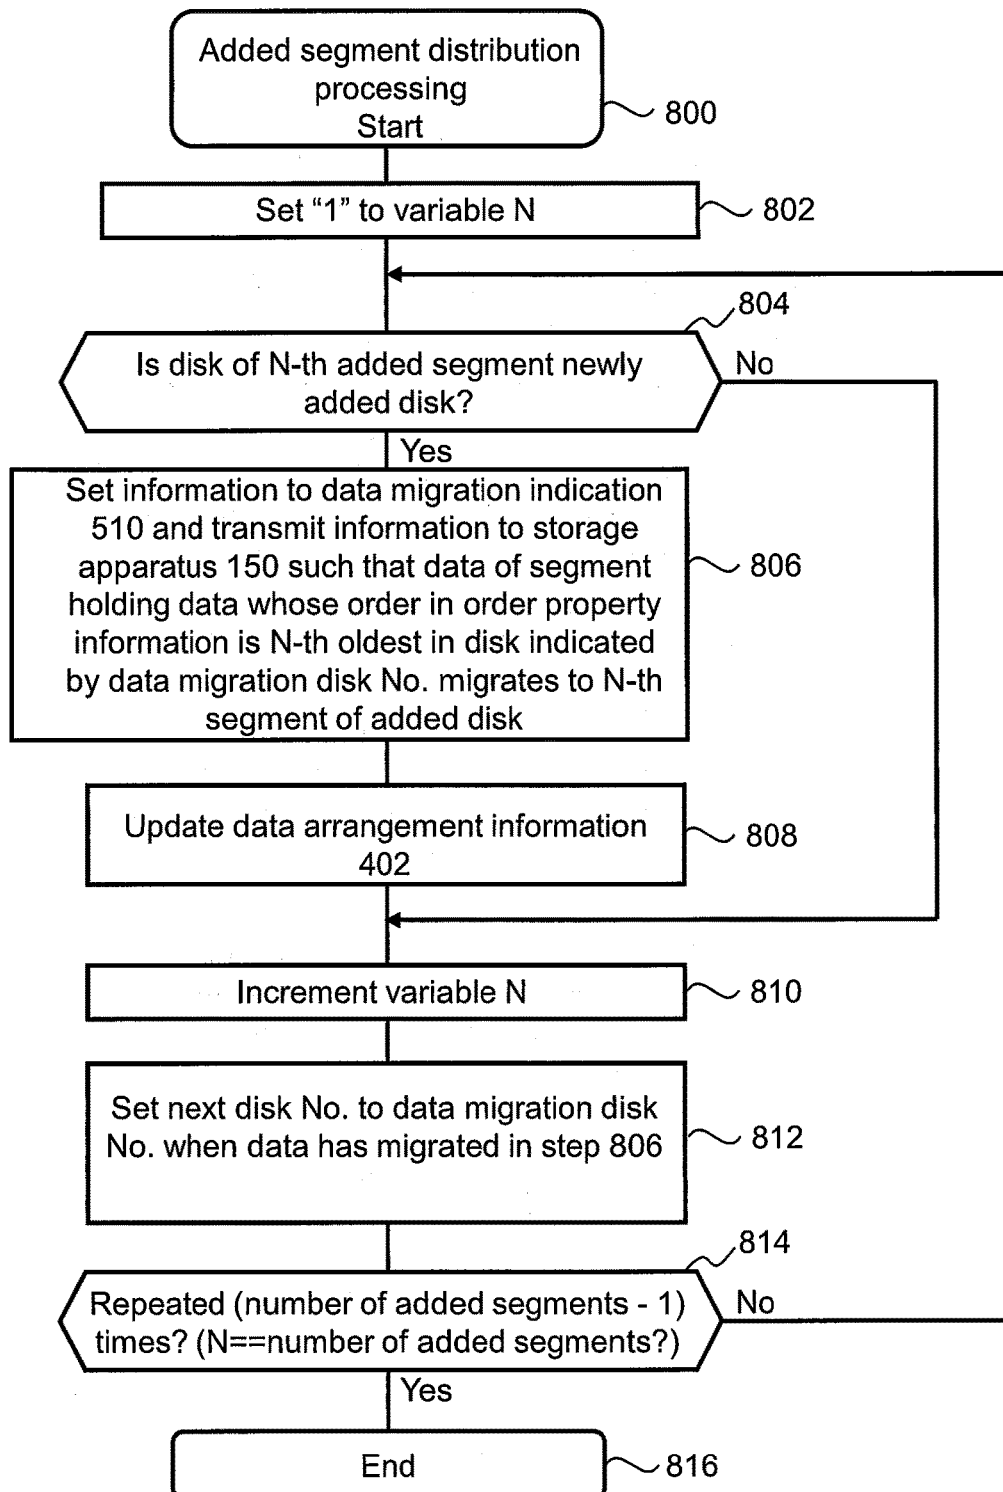 Added segment distribution
processing
Start
800
Set “1” to variable N
802
804
Is disk of N-th added segment newly
added disk?
No
Yes
Set information to data migration indication
510 and transmit information to storage
apparatus 150 such that data of segment
holding data whose order in order property
information is N-th oldest in disk indicated
by data migration disk No. migrates to N-th
segment of added disk
806
Update data arrangement information
402
808
Increment variable N
810
Set next disk No. to data migration disk
No. when data has migrated in step 806
812
814
Repeated (number of added segments - 1)
times? (N==number of added segments?)
No
Yes
End
816